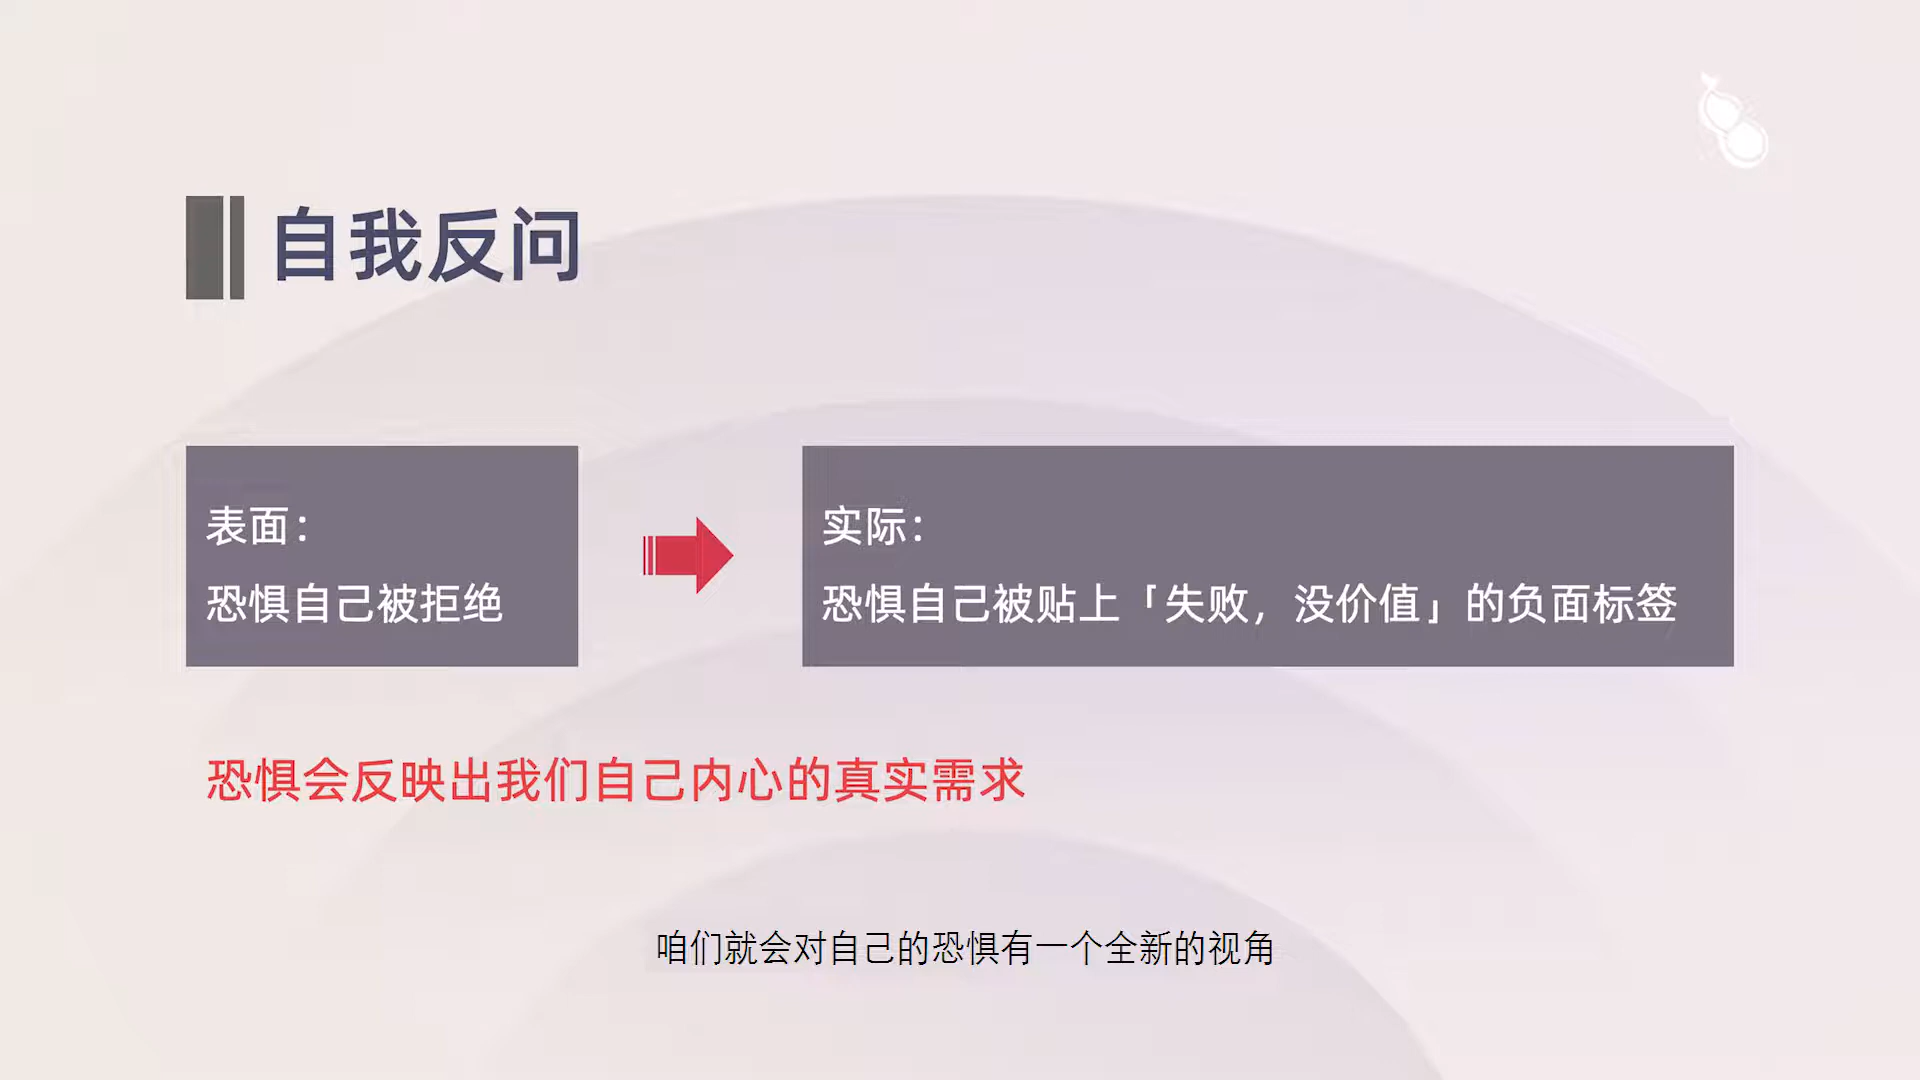 自我反问
表面：
恐惧自己被拒绝
实际：
恐惧自己被贴上「失败，没价值」的负面标签
恐惧会反映出我们自己内心的真实需求
咱们就会对自己的恐惧有一个全新的视角